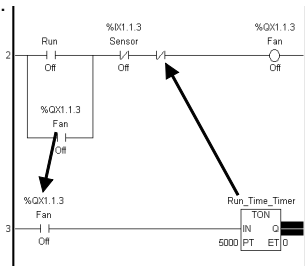 %IX1.1.3 %QX1.1.3
Run Sensor Fan
2
Off Off Off
%QX1.1.3
Fan
Off
%QX1.1.3 Run_Time_Timer
Fan TON
3 IN Q
Off 5000 PT ET 0